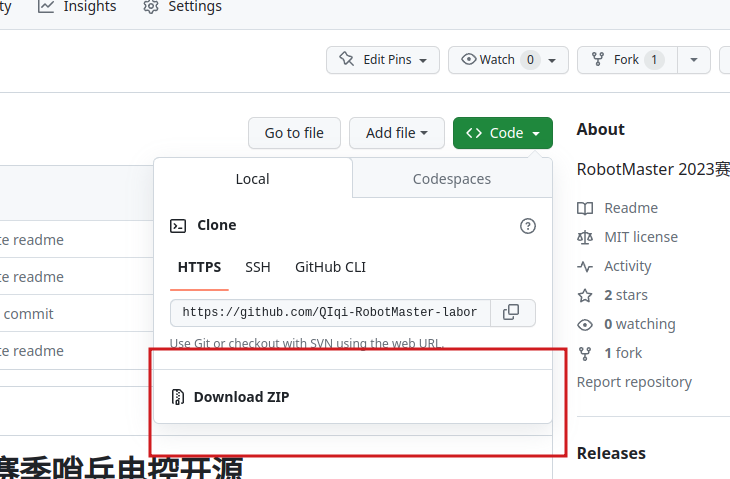 ty Insights Settings
Edit Pins Watch 0 Fork 1
Go to file Add file Code
About
RobotMaster 2023赛
Local Codespaces
Clone
HTTPS SSH GitHub CLI
https://github.com/QIqi-RobotMaster-labor
Use Git or checkout with SVN using the web URL.
Download ZIP
te readme
te readme
commit
te readme
赛季哨兵电控开源
Readme
MIT license
Activity
2 stars
0 watching
1 fork
Report repository
Releases